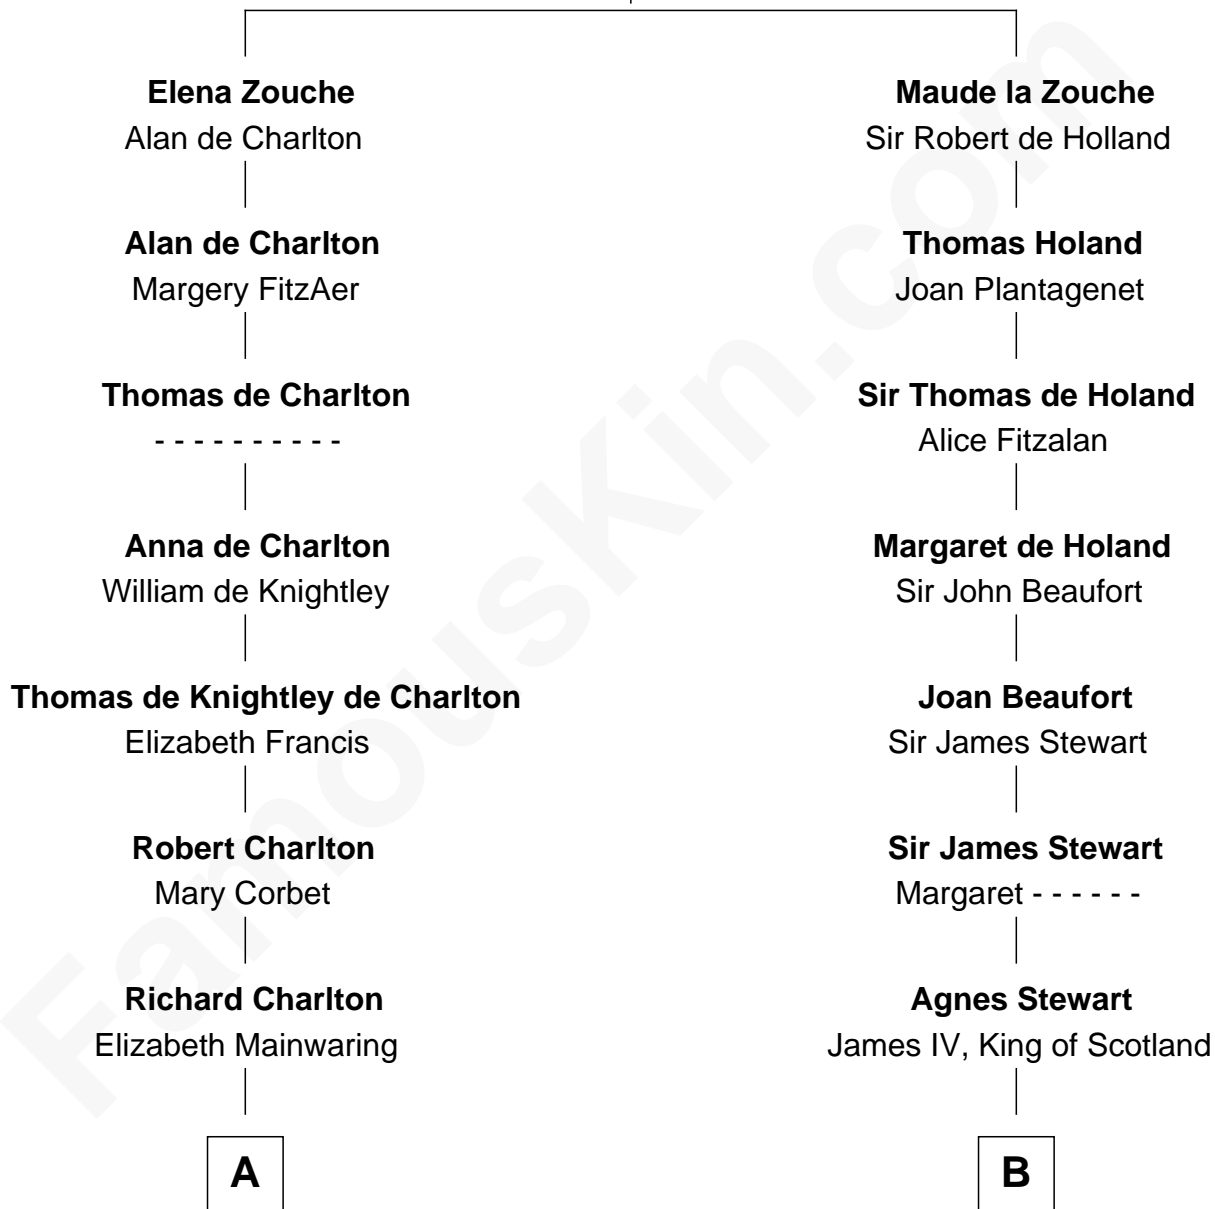 Elena Zouche
Alan de Charlton
Alan de Charlton
Margery FitzAer
Thomas de Charlton
- - - - - - - - - -
Anna de Charlton
William de Knightley
Thomas de Knightley de Charlton
Elizabeth Francis
Robert Charlton
Mary Corbet
Richard Charlton
Elizabeth Mainwaring
A
Maude la Zouche
Sir Robert de Holland
Thomas Holand
Joan Plantagenet
Sir Thomas de Holand
Alice Fitzalan
Margaret de Holand
Sir John Beaufort
Joan Beaufort
Sir James Stewart
Sir James Stewart
Margaret - - - - - -
Agnes Stewart
James IV, King of Scotland
B
FamousKin.com